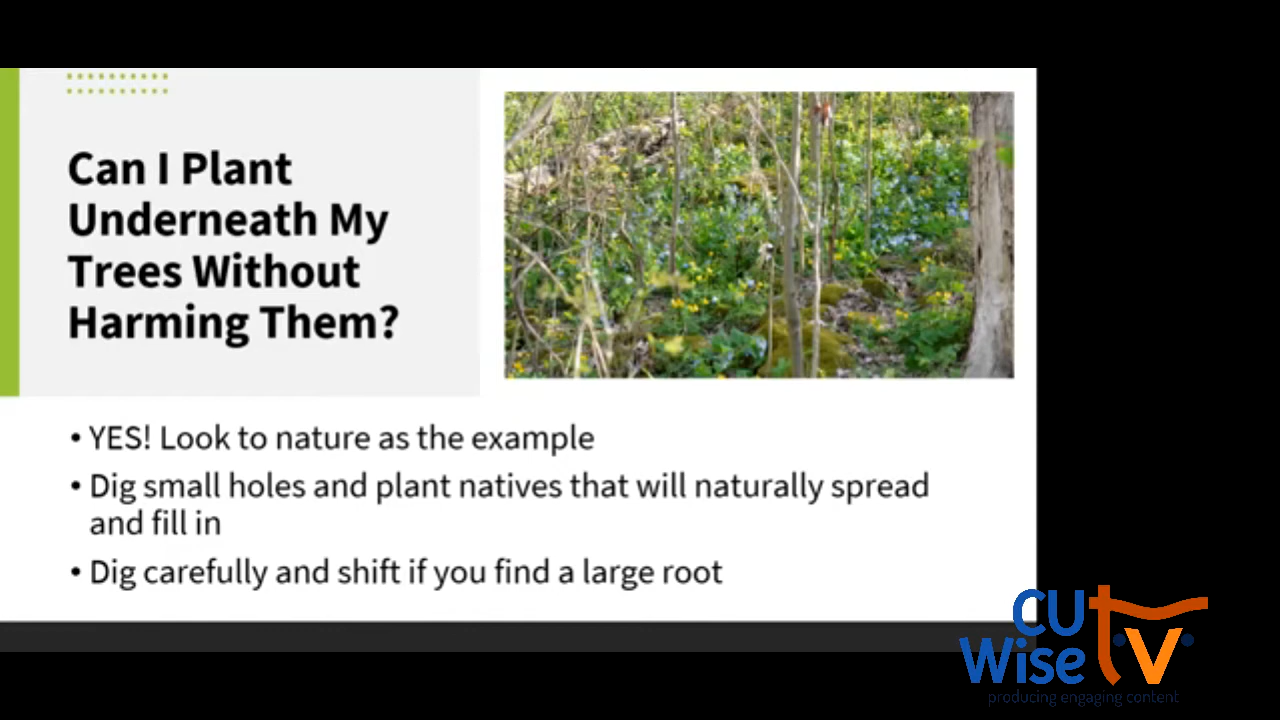 Can I Plant
Underneath My
Trees Without
Harming Them?
• YES! Look to nature as the example
• Dig small holes and plant natives that will naturally spread
and fill in
• Dig carefully and shift if you find a large root
CU
Wise
tv
producing engaging content